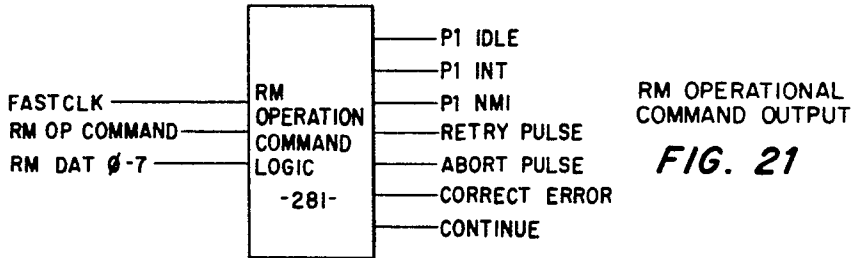 FASTCLK
RM OP COMMAND
RM DAT Ø-7
RM
OPERATION
COMMAND
LOGIC
-281-
P1 IDLE
P1 INT
P1 NMI
RETRY PULSE
ABORT PULSE
CORRECT ERROR
CONTINUE
RM OPERATIONAL
COMMAND OUTPUT
FIG. 21